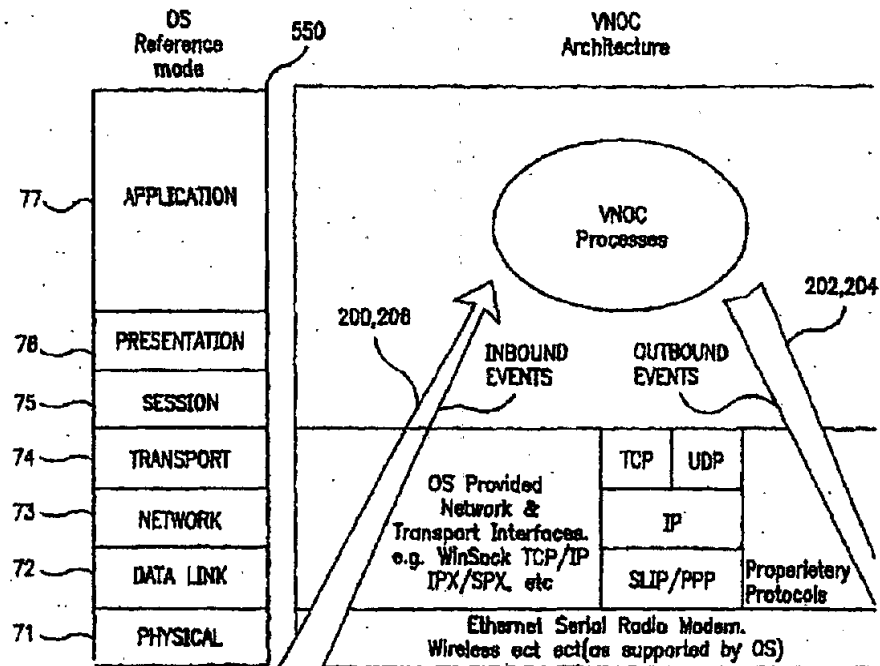 OS
Reference
mode
550
VNOC
Architecture
77
APPLICATION
VNOC
Processes
200,206
202,204
76
PRESENTATION
INBOUND
EVENTS
OUTBOUND
EVENTS
75
SESSION
74
TRANSPORT
OS Provided
Network &
Transport Interfaces.
e.g. WinSock TCP/IP
IPX/SPX, etc
TCP
UDP
73
NETWORK
IP
72
DATA LINK
SLIP/PPP
Properietary
Protocols
71
PHYSICAL
Ethernet Serial Radio Modem.
Wireless ect ect(as supported by OS)